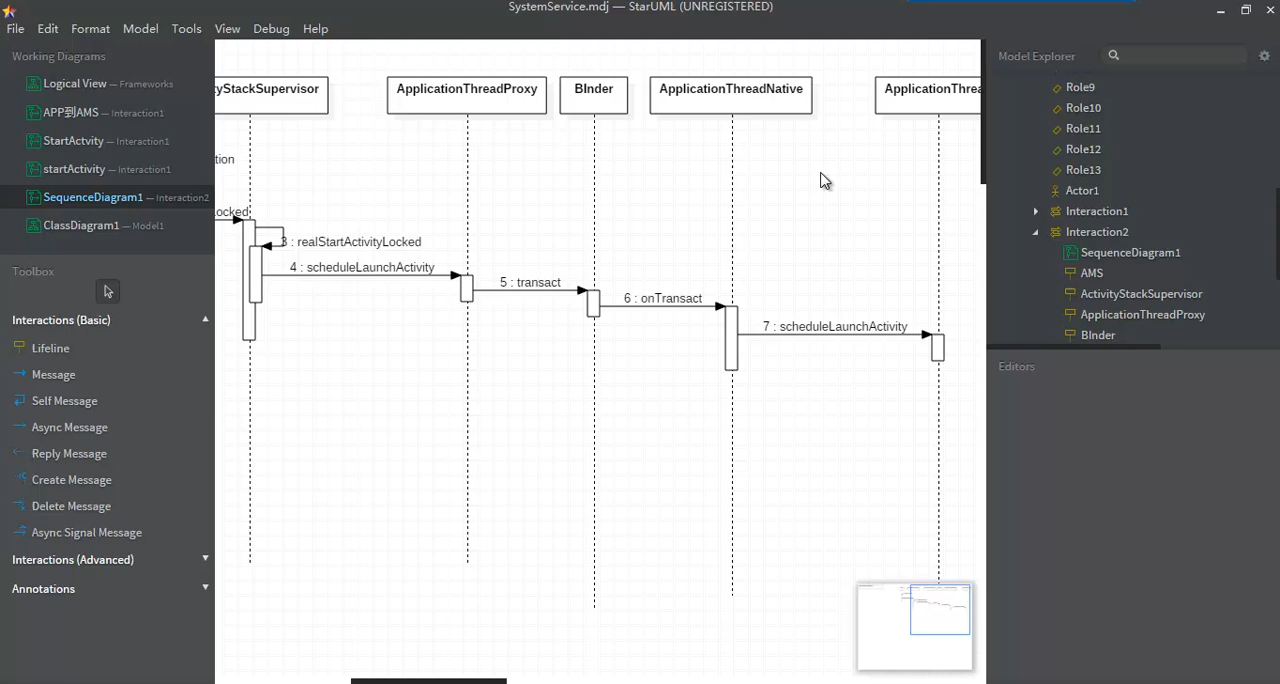 SystemService.mdj — StarUML (UNREGISTERED)
File Edit Format Model Tools View Debug Help
Working Diagrams
Logical View — Frameworks
APP到AMS — Interaction1
StartActvity — Interaction1
startActivity — Interaction1
SequenceDiagram1 — Interaction2
ClassDiagram1 — Model1
Toolbox
Interactions (Basic)
Lifeline
Message
Self Message
Async Message
Reply Message
Create Message
Delete Message
Async Signal Message
Interactions (Advanced)
Annotations
tyStackSupervisor
ApplicationThreadProxy
BInder
ApplicationThreadNative
ApplicationThrea
tion
ocked
3 : realStartActivityLocked
4 : scheduleLaunchActivity
5 : transact
6 : onTransact
7 : scheduleLaunchActivity
Model Explorer
Role9
Role10
Role11
Role12
Role13
Actor1
Interaction1
Interaction2
SequenceDiagram1
AMS
ActivityStackSupervisor
ApplicationThreadProxy
BInder
Editors